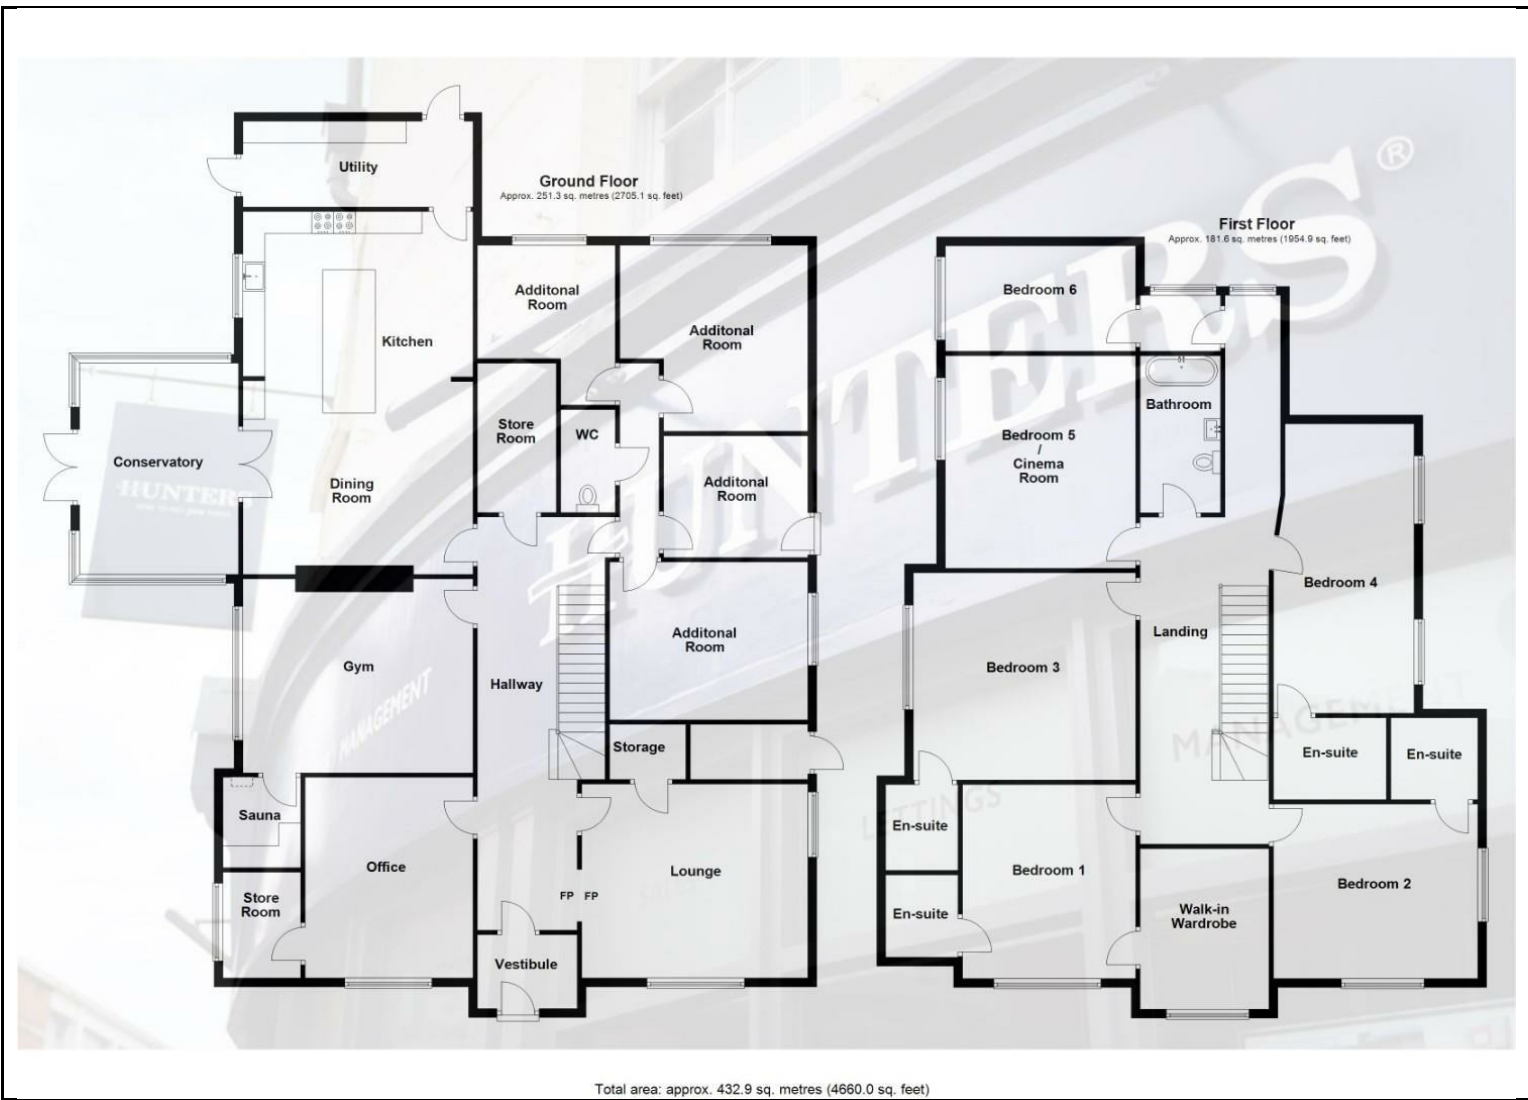 Utility
Ground Floor
Approx. 251.3 sq. metres (2705.1 sq. feet)
Additonal
Room
Additonal
Room
Kitchen
Store
Room
WC
Conservatory
Dining
Room
Additonal
Room
Additonal
Room
Gym
Hallway
Storage
Sauna
Office
Lounge
FP FP
Store
Room
Vestibule
First Floor
Approx. 181.6 sq. metres (1954.9 sq. feet)
Bedroom 6
Bathroom
Bedroom 5
/
Cinema
Room
Bedroom 4
Landing
Bedroom 3
En-suite
En-suite
En-suite
Bedroom 1
Bedroom 2
En-suite
Walk-in
Wardrobe
HUNTERS®
HUNTERS
MANAGEMENT
MANAGEMENT
LETTINGS
Total area: approx. 432.9 sq. metres (4660.0 sq. feet)